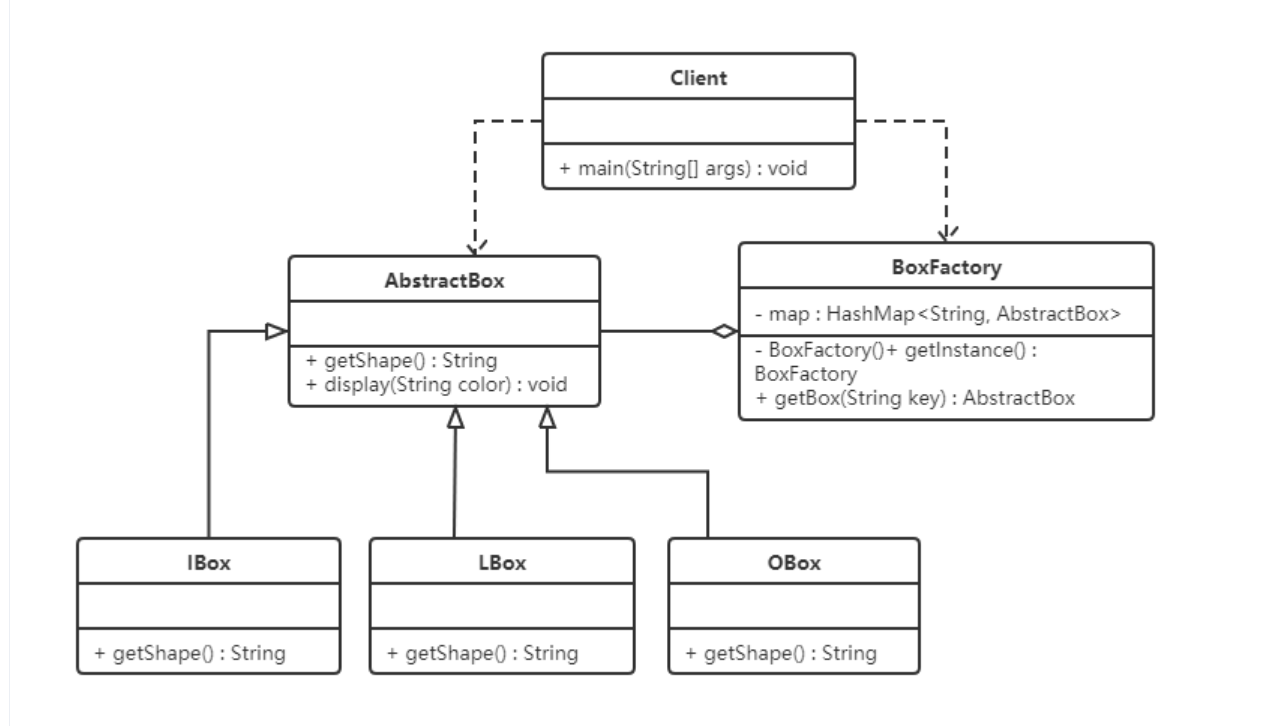 Client
+ main(String[] args) : void
AbstractBox
+ getShape() : String
+ display(String color) : void
BoxFactory
- map : HashMap<String, AbstractBox>
- BoxFactory()+ getInstance() :
BoxFactory
+ getBox(String key) : AbstractBox
IBox
+ getShape() : String
LBox
+ getShape() : String
OBox
+ getShape() : String